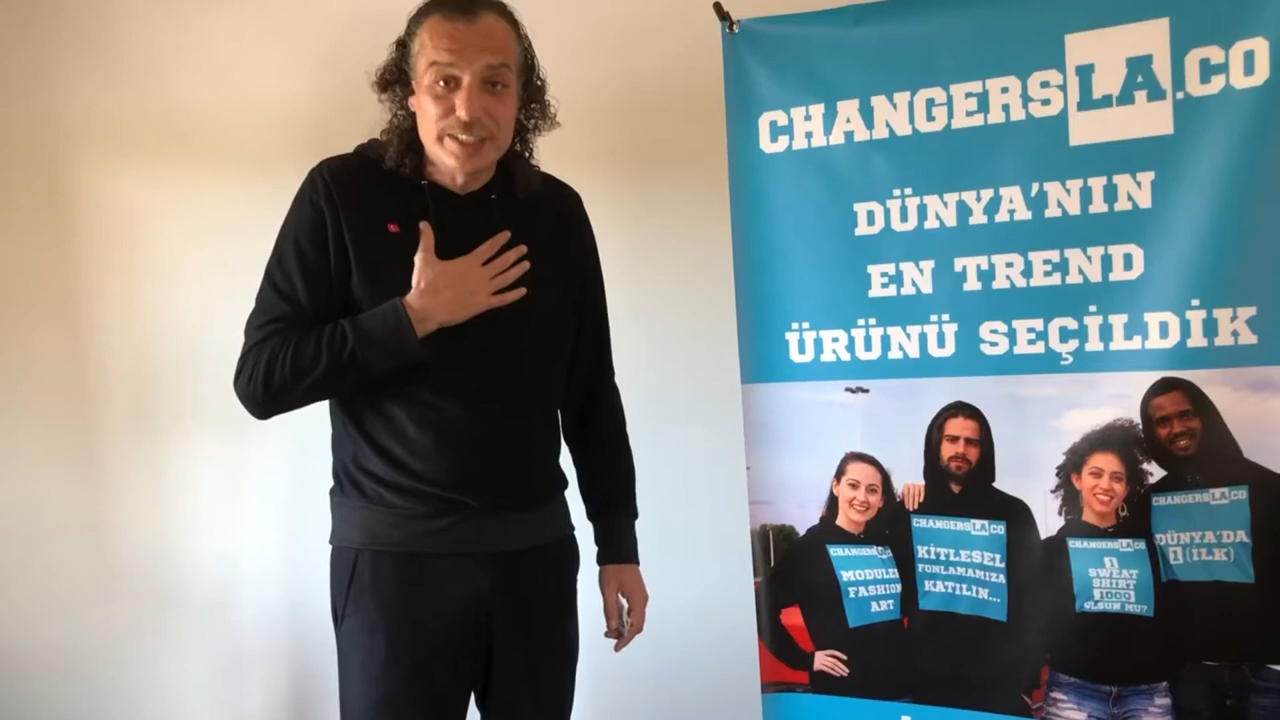 CHANGERSLA.CO
DÜNYA'NIN
EN TREND
ÜRÜNÜ SEÇİLDİK
CHANGERSLA.CO
MODULER
FASHION
ART
CHANGERSLA.CO
KİTLESEL
FONLAMAMIZA
KATILIN...
CHANGERSLA.CO
1
SWEAT
SHIRT
1000
OLSUN MU?
CHANGERSLA.CO
DÜNYA'DA
1 (İLK)